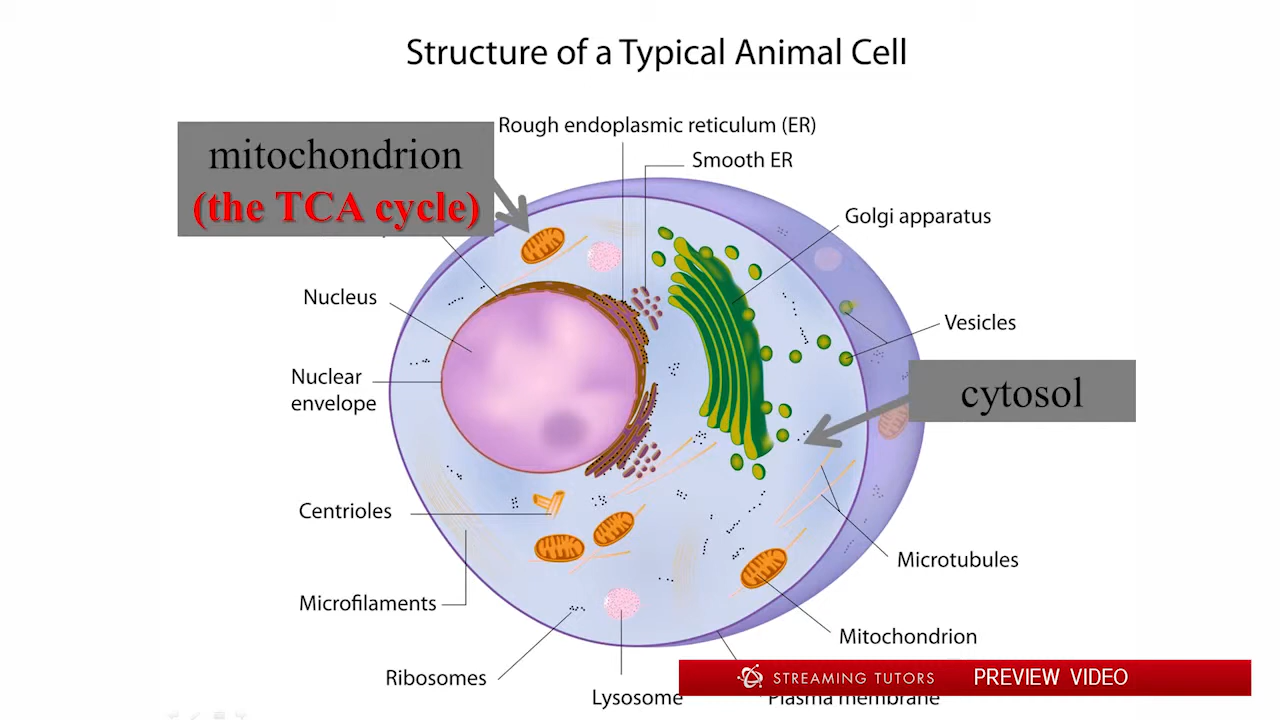 Structure of a Typical Animal Cell
Rough endoplasmic reticulum (ER)
mitochondrion
(the TCA cycle)
Smooth ER
Golgi apparatus
Nucleus
Vesicles
Nuclear
envelope
cytosol
Centrioles
Microtubules
Microfilaments
Mitochondrion
Ribosomes
Lysosome
Plasma membrane
STREAMING TUTORS PREVIEW VIDEO